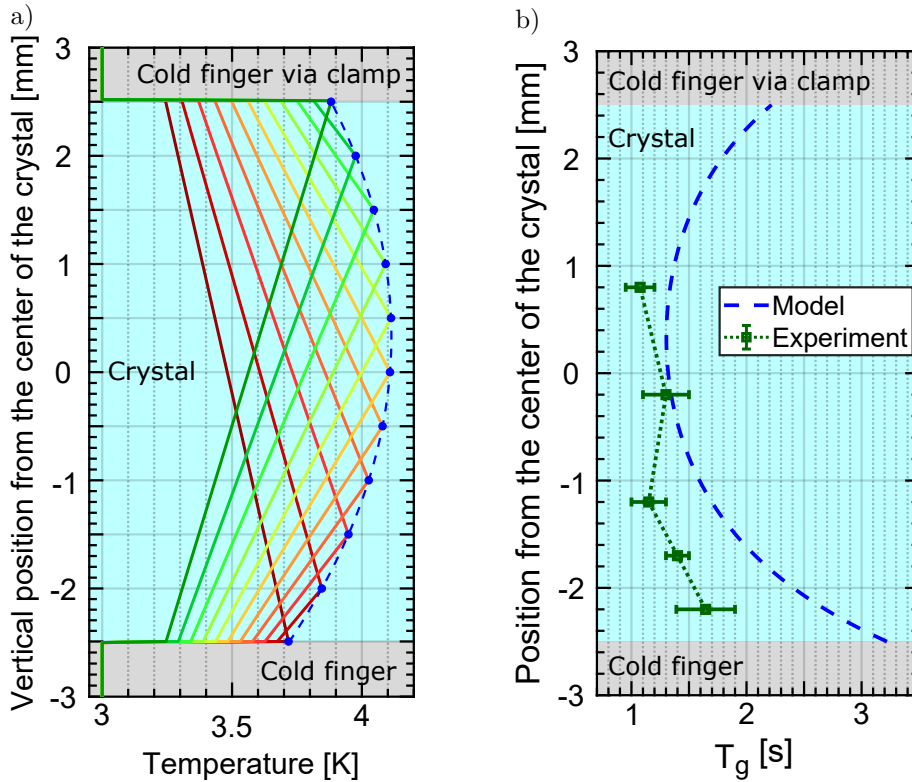 a)
Vertical position from the center of the crystal [mm]
3
2
1
0
-1
-2
-3
Cold finger via clamp
Crystal
Cold finger
3
3.5
4
Temperature [K]
b)
Position from the center of the crystal [mm]
3
2
1
0
-1
-2
-3
Cold finger via clamp
Crystal
Model
Experiment
Cold finger
1
2
3
T_g [s]